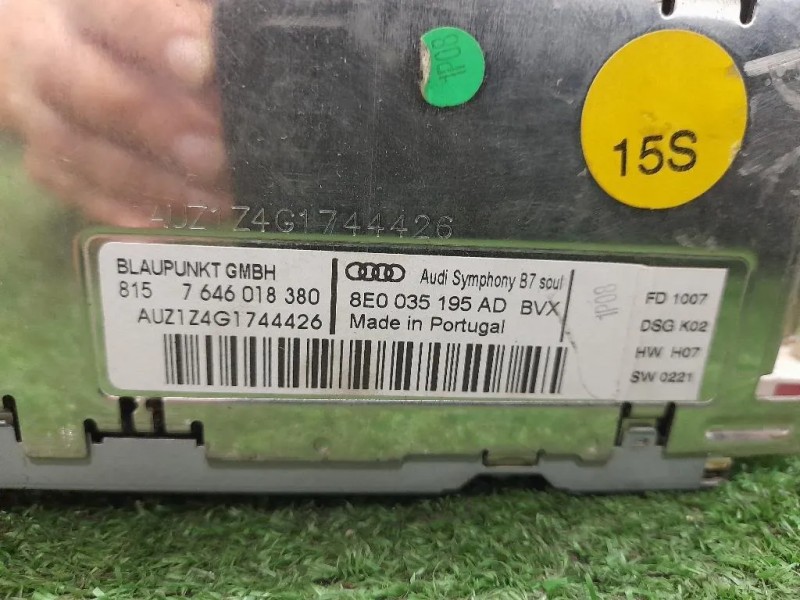 1P08
15S
AUZ1Z4G1744426
BLAUPUNKT GMBH
815 7 646 018 380
AUZ1Z4G1744426
Audi Symphony B7 soul
8E0 035 195 AD BVX
Made in Portugal
1P08
FD 1007
DSG K02
HW H07
SW 0221